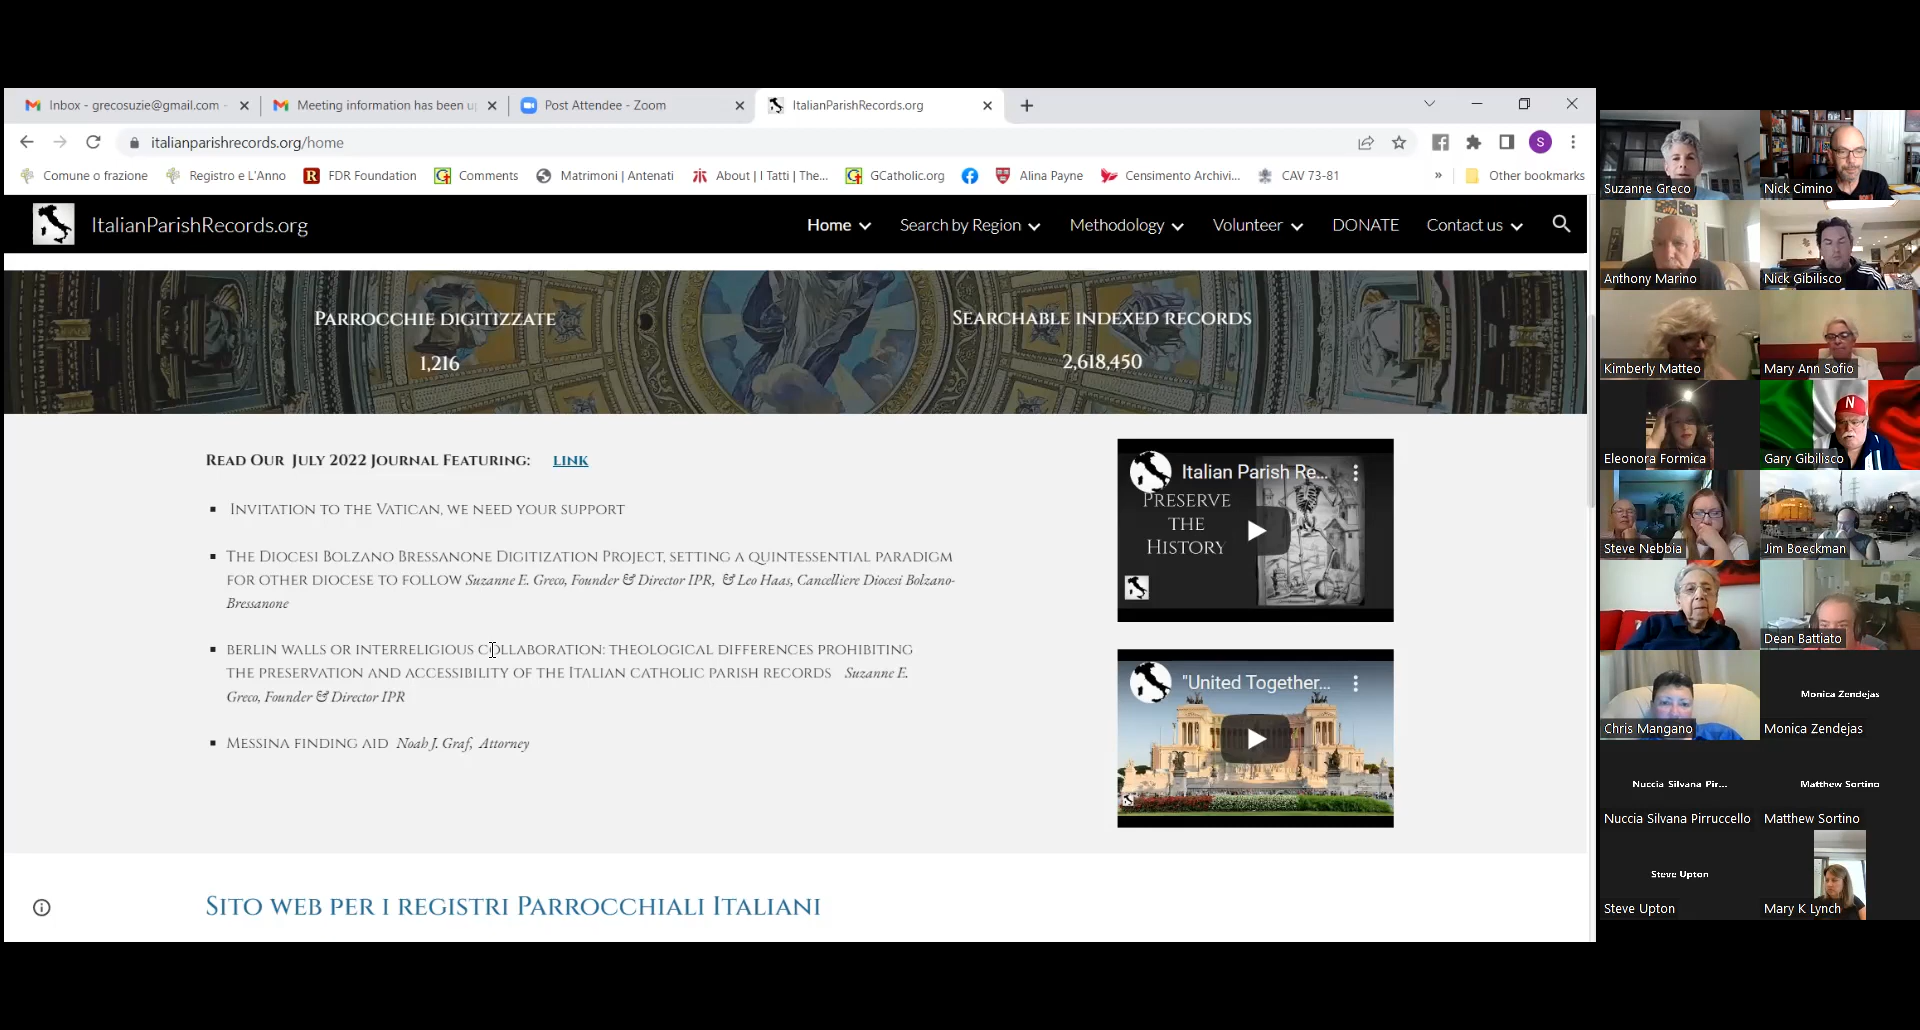 Inbox - grecosuzie@gmail.com -
Meeting information has been u
Post Attendee - Zoom
ItalianParishRecords.org
italianparishrecords.org/home
S
Comune o frazione
Registro e L'Anno
R
FDR Foundation
Comments
Matrimoni | Antenati
About | I Tatti | The...
GCatholic.org
Alina Payne
Censimento Archivi...
CAV 73-81
»
Other bookmarks
ItalianParishRecords.org
Home
Search by Region
Methodology
Volunteer
DONATE
Contact us
Parrocchie digitizzate
1,216
Searchable indexed records
2,618,450
Read Our July 2022 Journal Featuring: LINK
Invitation to the Vatican, we need your support
The Diocesi Bolzano Bressanone Digitization Project, setting a quintessential paradigm
for other diocese to follow Suzanne E. Greco, Founder & Director IPR, & Leo Haas, Cancelliere Diocesi Bolzano-
Bressanone
Berlin walls or interreligious collaboration: theological differences prohibiting
the preservation and accessibility of the Italian Catholic parish records Suzanne E.
Greco, Founder & Director IPR
Messina finding aid Noah J. Graf, Attorney
Italian Parish Re...
Preserve
the
History
"United Together...
Sito web per i registri Parrocchiali Italiani
Suzanne Greco
Nick Cimino
Anthony Marino
Nick Gibilisco
Kimberly Matteo
Mary Ann Sofio
Eleonora Formica
N
Gary Gibilisco
Steve Nebbia
Jim Boeckman
Dean Battiato
Chris Mangano
Monica Zendejas
Monica Zendejas
Nuccia Silvana Pir...
Nuccia Silvana Pirruccello
Matthew Sortino
Matthew Sortino
Steve Upton
Steve Upton
Mary K Lynch